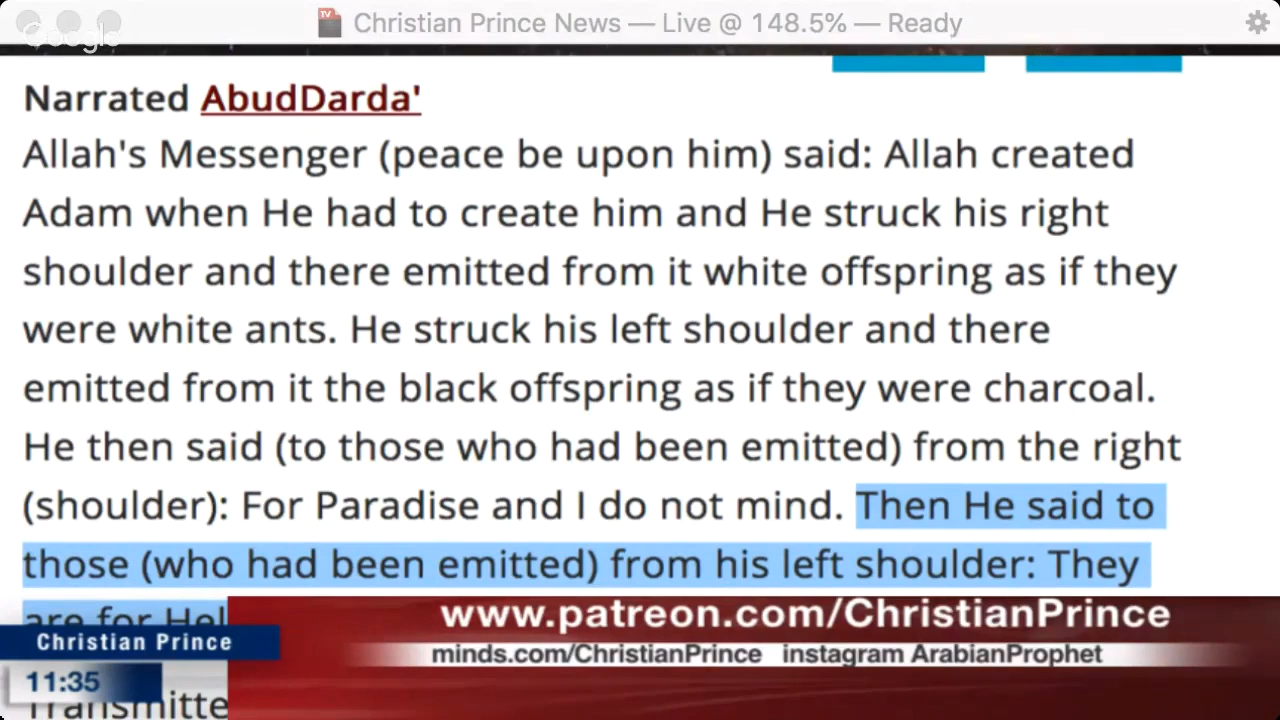 Christian Prince News — Live @ 148.5% — Ready
Google
Narrated AbudDarda'
Allah's Messenger (peace be upon him) said: Allah created
Adam when He had to create him and He struck his right
shoulder and there emitted from it white offspring as if they
were white ants. He struck his left shoulder and there
emitted from it the black offspring as if they were charcoal.
He then said (to those who had been emitted) from the right
(shoulder): For Paradise and I do not mind. Then He said to
those (who had been emitted) from his left shoulder: They
are for Hel
www.patreon.com/ChristianPrince
Christian Prince
minds.com/ChristianPrince instagram ArabianProphet
11:35
Transmitte